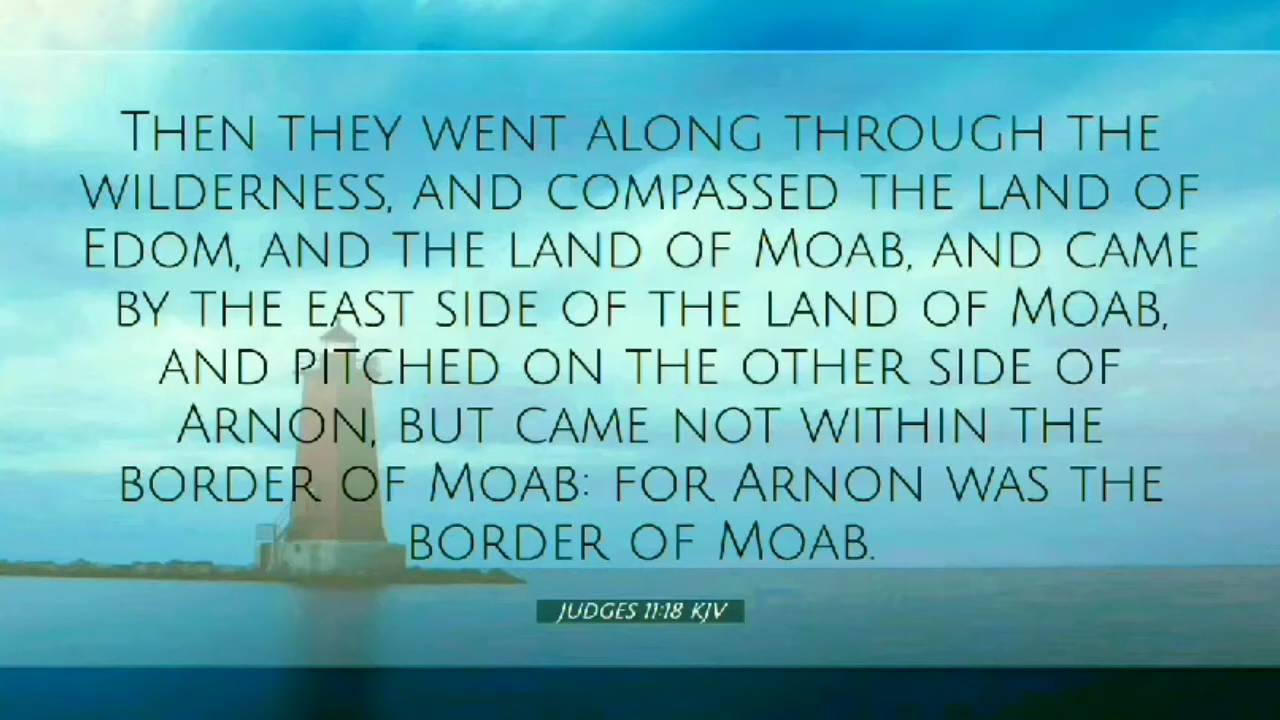 Then they went along through the
wilderness, and compassed the land of
Edom, and the land of Moab, and came
by the east side of the land of Moab,
and pitched on the other side of
Arnon, but came not within the
border of Moab: for Arnon was the
border of Moab.
JUDGES 11:18 KJV